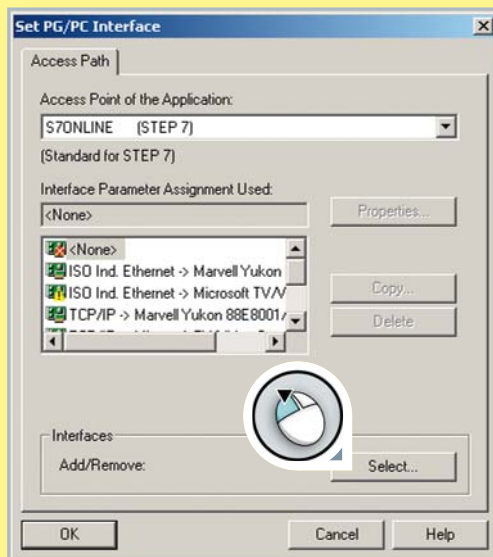 Set PG/PC Interface
Access Path
Access Point of the Application:
S7ONLINE (STEP 7)
(Standard for STEP 7)
Interface Parameter Assignment Used:
<None>
Properties...
<None>
ISO Ind. Ethernet -> Marvell Yukon
ISO Ind. Ethernet -> Microsoft TV/V
TCP/IP -> Marvell Yukon 88E8001/
Copy...
Delete
Interfaces
Add/Remove:
Select...
OK
Cancel
Help